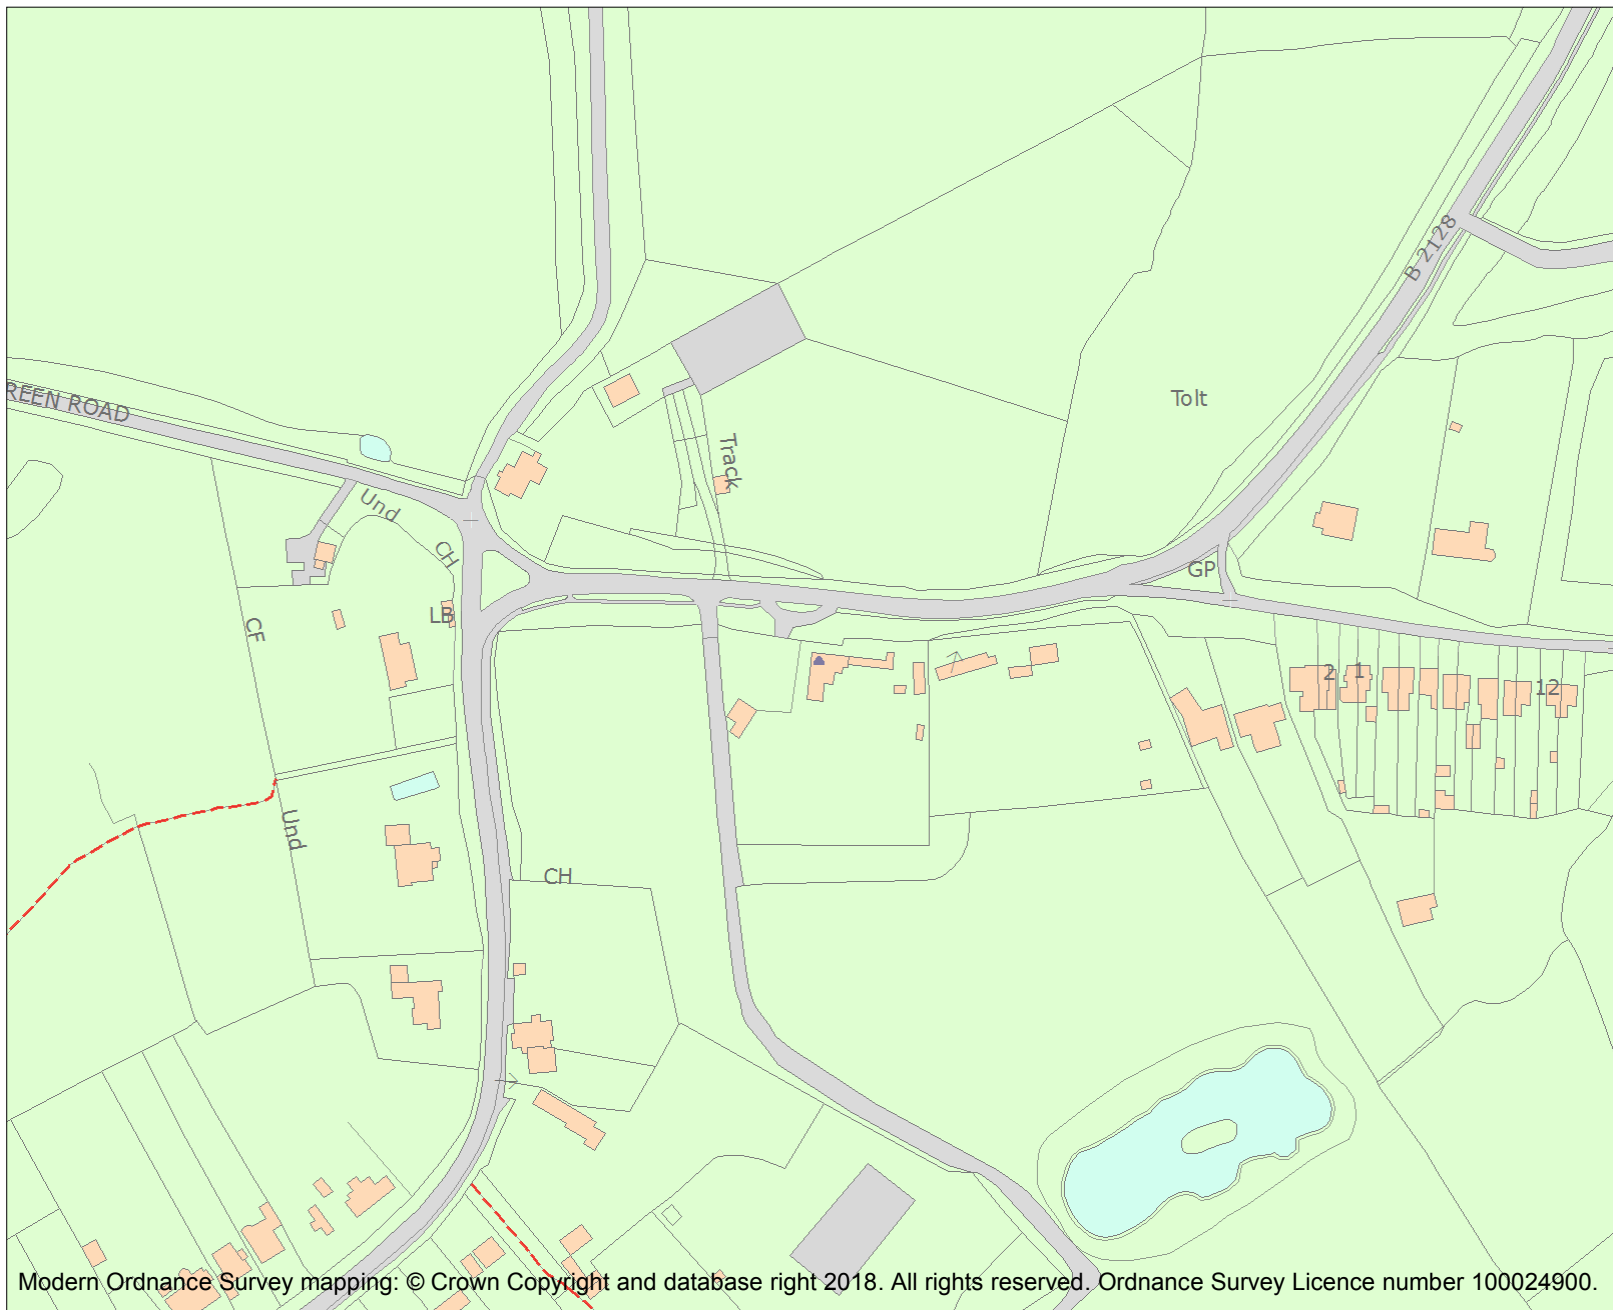 B 2128
REEN ROAD
Tolt
Track
Und
CH
GP
LB
CF
2
1
12
Und
CH
Modern Ordnance Survey mapping: © Crown Copyright and database right 2018. All rights reserved. Ordnance Survey Licence number 100024900.